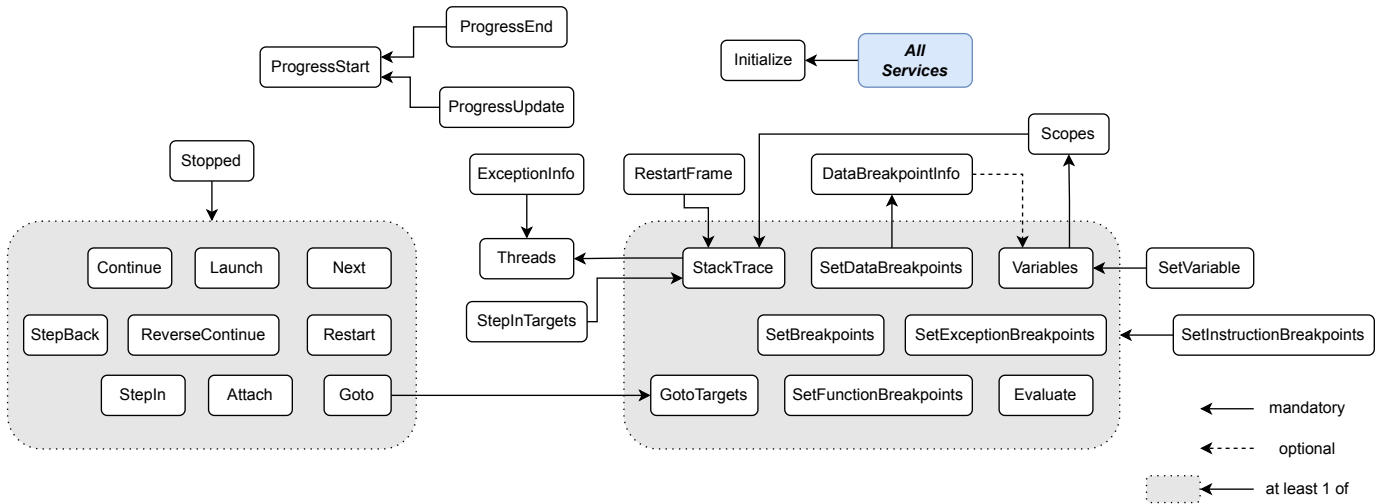 ProgressEnd
ProgressStart
ProgressUpdate
Initialize
All
Services
Stopped
ExceptionInfo
RestartFrame
DataBreakpointInfo
Scopes
Continue
Launch
Next
Threads
StackTrace
SetDataBreakpoints
Variables
SetVariable
StepBack
ReverseContinue
Restart
StepInTargets
SetBreakpoints
SetExceptionBreakpoints
SetInstructionBreakpoints
StepIn
Attach
Goto
GotoTargets
SetFunctionBreakpoints
Evaluate
mandatory
optional
at least 1 of